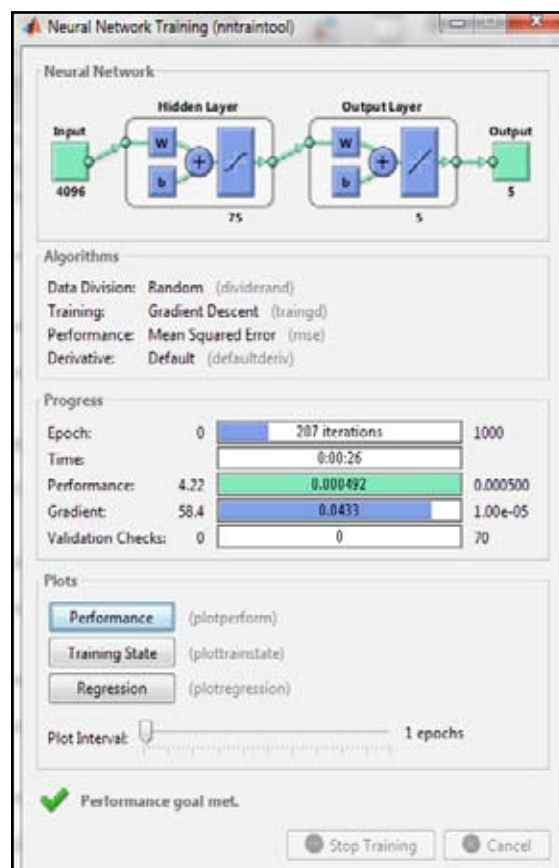 Neural Network Training (nntraintool)
Neural Network
Hidden Layer
Output Layer
Input
Output
W
b
W
b
4096
75
5
5
Algorithms
Data Division: Random (dividerand)
Training: Gradient Descent (traingd)
Performance: Mean Squared Error (mse)
Derivative: Default (defaultderiv)
Progress
Epoch: 0 207 iterations 1000
Time: 0:00:26
Performance: 4.22 0.000492 0.000500
Gradient: 58.4 0.0433 1.00e-05
Validation Checks: 0 0 70
Plots
Performance (plotperform)
Training State (plottrainstate)
Regression (plotregression)
Plot Interval: 1 epochs
Performance goal met.
Stop Training Cancel